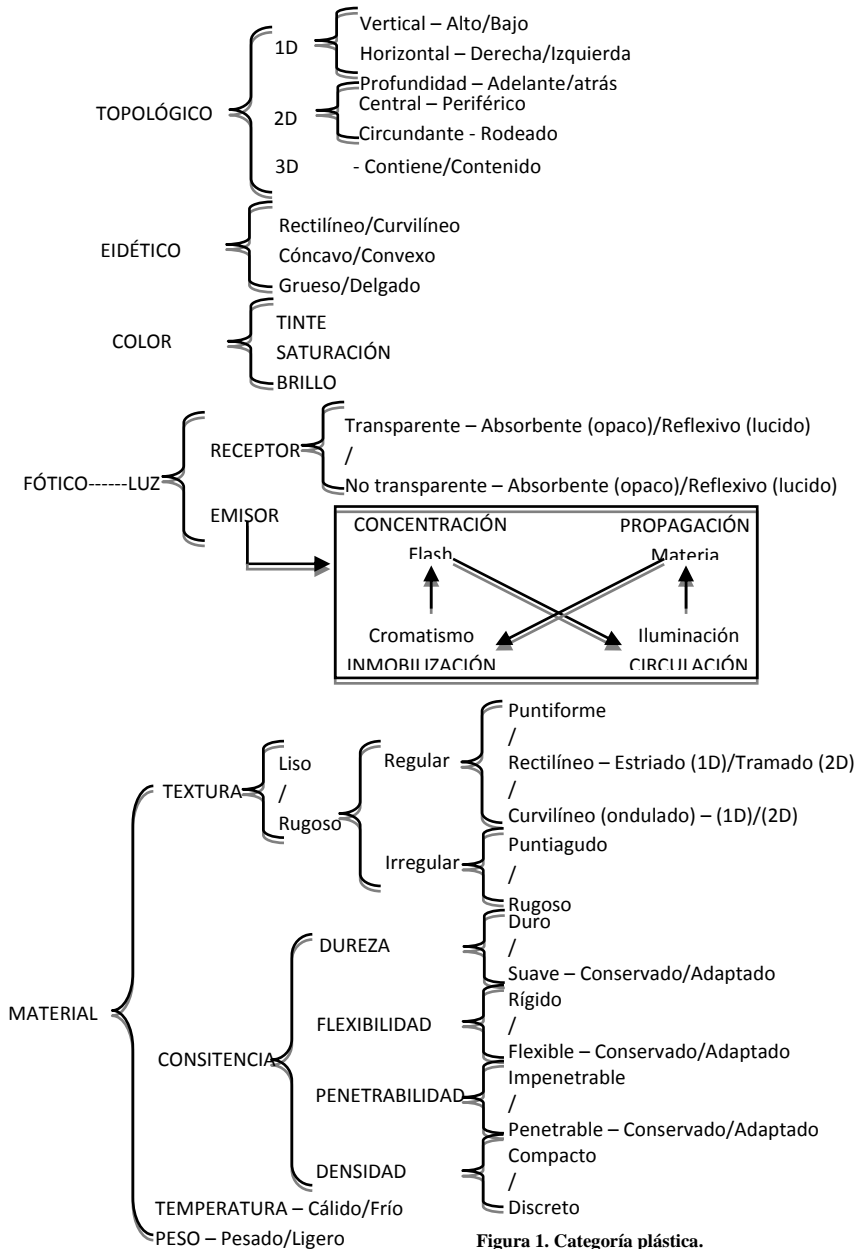 Vertical – Alto/Bajo
1D
Horizontal – Derecha/Izquierda
Profundidad – Adelante/atrás
TOPOLÓGICO
Central – Periférico
2D
Circundante - Rodeado
3D - Contiene/Contenido
Rectilíneo/Curvilíneo
EIDÉTICO
Cóncavo/Convexo
Grueso/Delgado
TINTE
COLOR
SATURACIÓN
BRILLO
FÓTICO------LUZ
RECEPTOR
Transparente – Absorbente (opaco)/Reflexivo (lucido)
/
No transparente – Absorbente (opaco)/Reflexivo (lucido)
EMISOR
CONCENTRACIÓN PROPAGACIÓN
Flash Materia
Cromatismo Iluminación
INMOBILIZACIÓN CIRCULACIÓN
MATERIAL
TEXTURA
Liso
/
Rugoso
Regular
Puntiforme
/
Rectilíneo – Estriado (1D)/Tramado (2D)
/
Curvilíneo (ondulado) – (1D)/(2D)
Irregular
Puntiagudo
/
Rugoso
CONSITENCIA
DUREZA
Duro
/
Suave – Conservado/Adaptado
FLEXIBILIDAD
Rígido
/
Flexible – Conservado/Adaptado
PENETRABILIDAD
Impenetrable
/
Penetrable – Conservado/Adaptado
DENSIDAD
Compacto
/
Discreto
TEMPERATURA – Cálido/Frío
PESO – Pesado/Ligero
Figura 1. Categoría plástica.